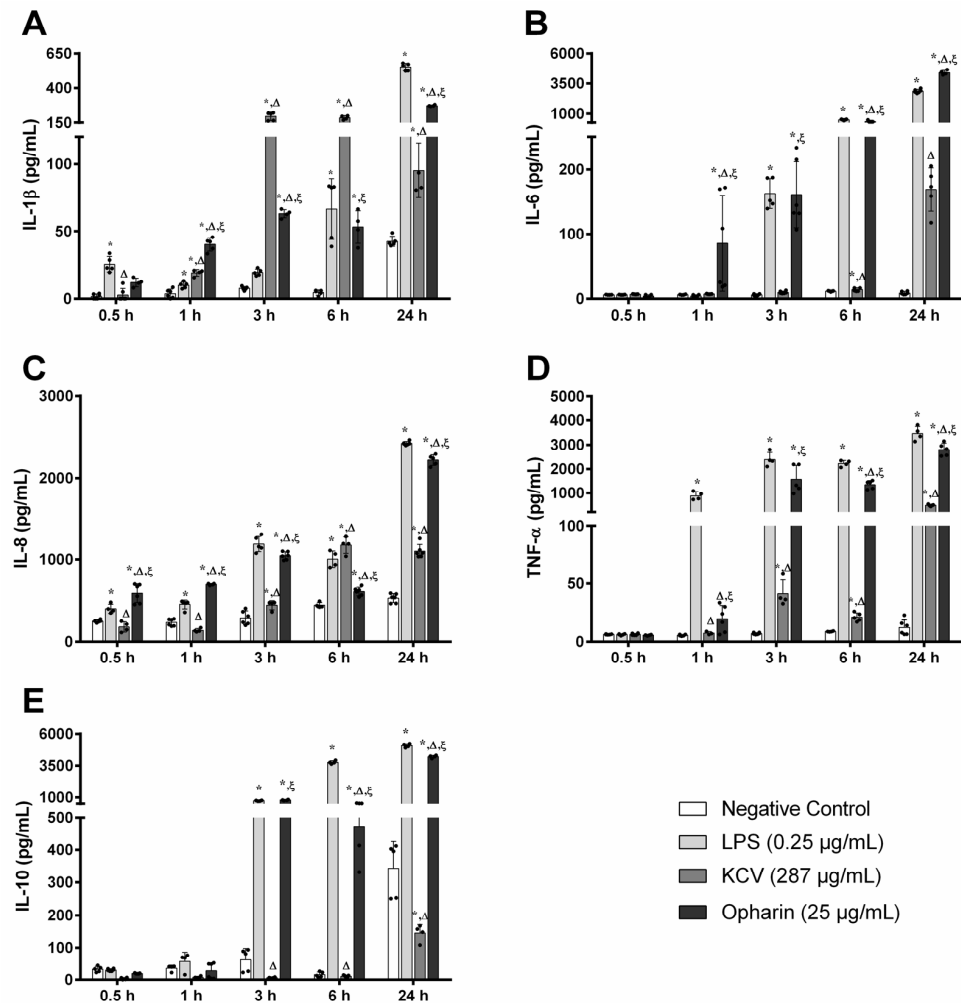 A
IL-1β (pg/mL)
650
400
150
100
50
0
*
Δ
*
*,Δ
*,Δ,ξ
*,Δ
*,Δ,ξ
*
*,Δ
*,ξ
*
*,Δ
*,Δ,ξ
0.5 h 1 h 3 h 6 h 24 h
B
IL-6 (pg/mL)
6000
3500
1000
200
100
0
*,Δ,ξ
*
*,ξ
*
*,Δ
*,Δ,ξ
*
Δ
*,Δ,ξ
0.5 h 1 h 3 h 6 h 24 h
C
IL-8 (pg/mL)
3000
2000
1000
0
*
Δ
*,Δ,ξ
*
Δ
*,Δ,ξ
*
*,Δ
*,Δ,ξ
*
*,Δ
*,Δ,ξ
*
*,Δ
*,Δ,ξ
0.5 h 1 h 3 h 6 h 24 h
D
TNF-α (pg/mL)
5000
4000
3000
2000
1000
100
50
0
*
Δ
Δ,ξ
*
*,Δ
*,ξ
*
*,Δ
*,Δ,ξ
*
*,Δ
*,Δ,ξ
0.5 h 1 h 3 h 6 h 24 h
E
IL-10 (pg/mL)
6000
3500
1000
500
400
300
200
100
0
*
Δ
*,ξ
*
Δ
*,Δ,ξ
*
*,Δ
*,Δ,ξ
0.5 h 1 h 3 h 6 h 24 h
Negative Control
LPS (0.25 µg/mL)
KCV (287 µg/mL)
Opharin (25 µg/mL)